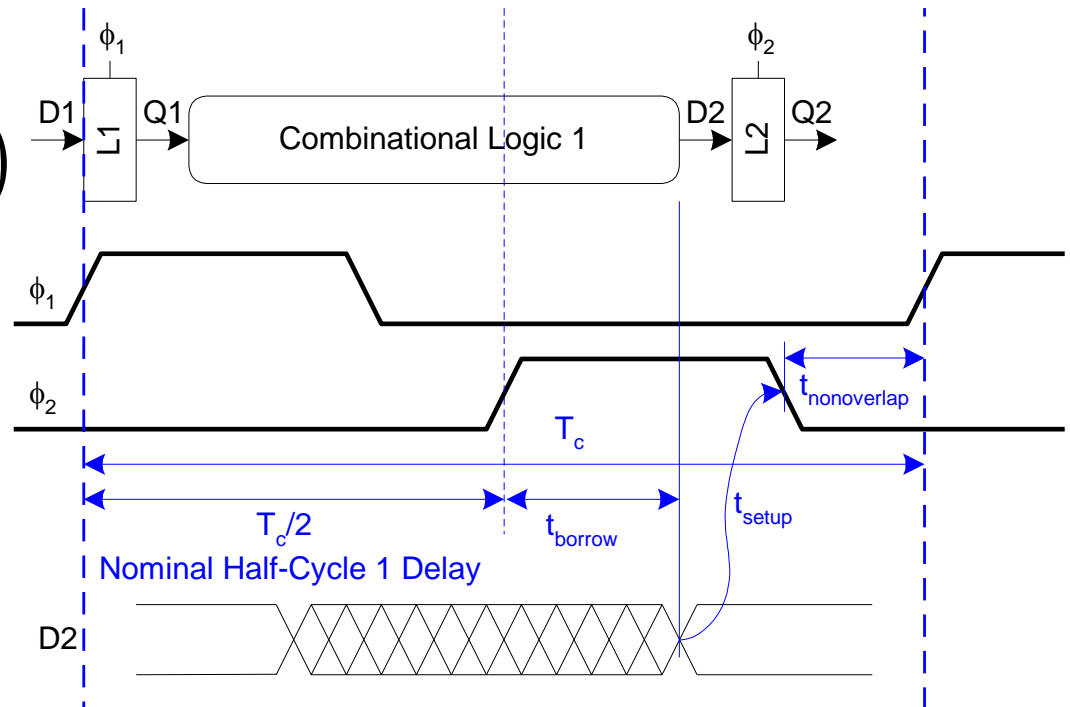 ϕ1 ϕ2
D1 L1 Q1 Combinational Logic 1 D2 L2 Q2
)
ϕ1
ϕ2
tnonoverlap
Tc
Tc/2 tborrow tsetup
Nominal Half-Cycle 1 Delay
D2